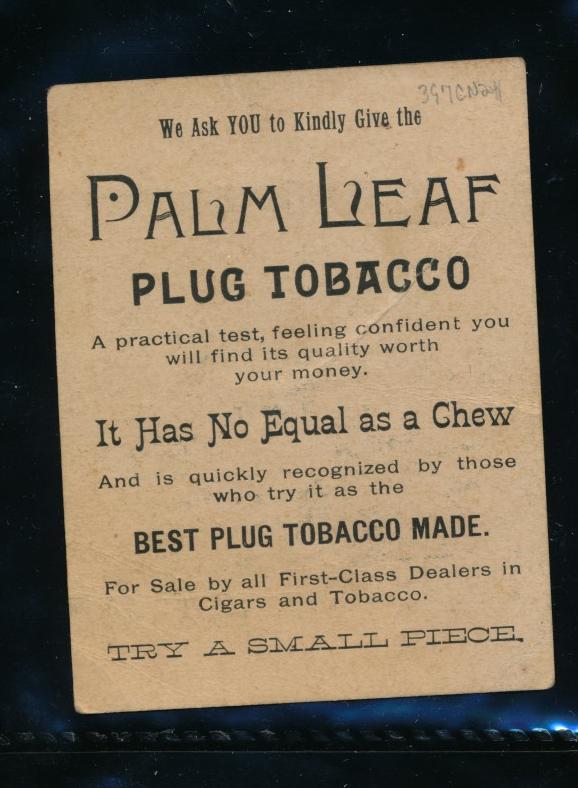 We Ask YOU to Kindly Give the
PALM LEAF
PLUG TOBACCO
A practical test, feeling confident you
will find its quality worth
your money.
It Has No Equal as a Chew
And is quickly recognized by those
who try it as the
BEST PLUG TOBACCO MADE.
For Sale by all First-Class Dealers in
Cigars and Tobacco.
TRY A SMALL PIECE.